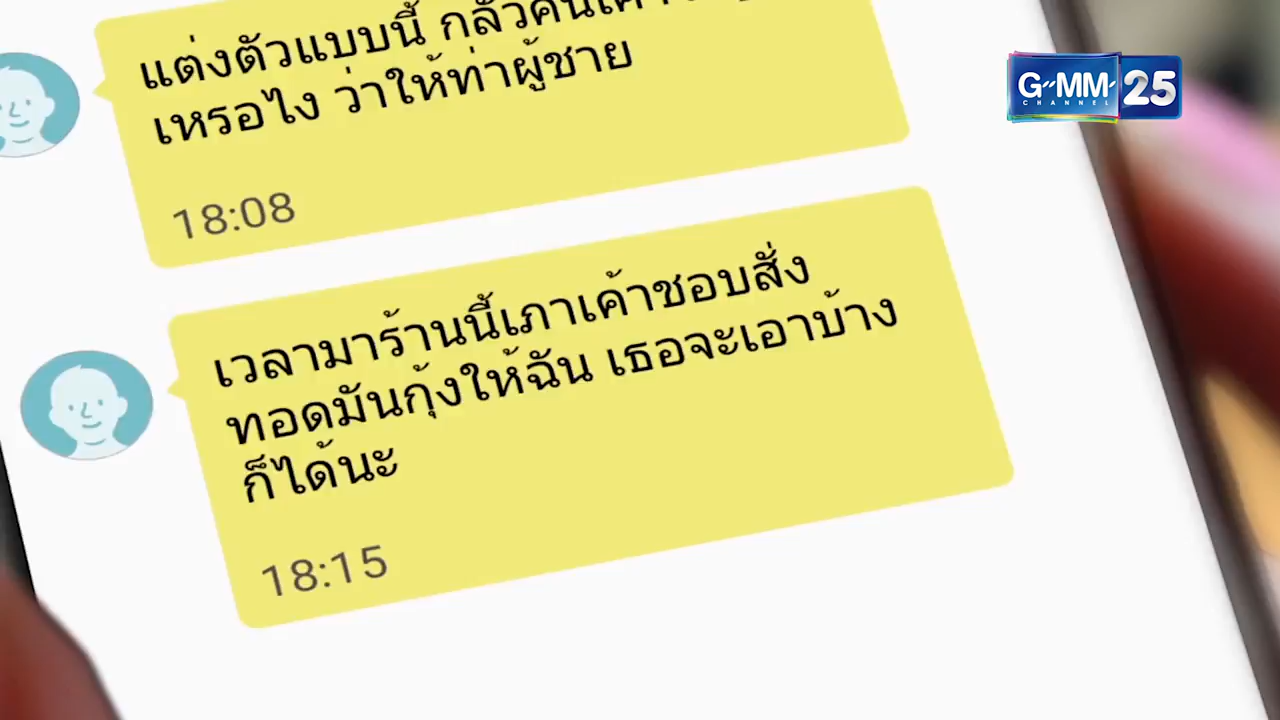 แต่งตัวแบบนี้ กลัวคน
เหรอไง ว่าให้ท่าผู้ชาย
18:08
เวลามาร้านนี้เภาเค้าชอบสั่ง
ทอดมันกุ้งให้ฉัน เธอจะเอาบ้าง
ก็ได้นะ
18:15
GMM 25
CHANNEL